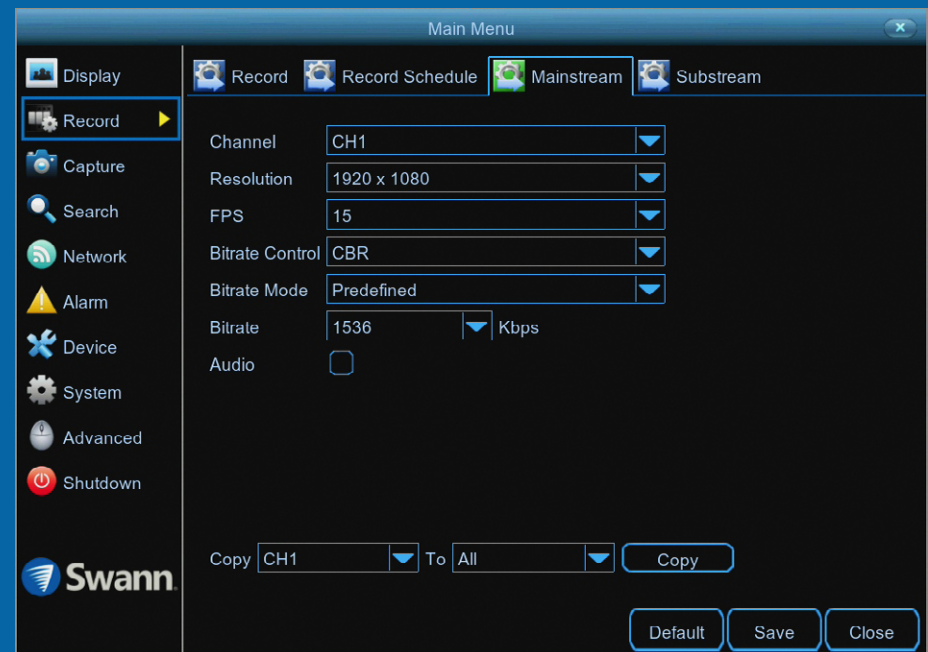 Main Menu
Display
Record
Capture
Search
Network
Alarm
Device
System
Advanced
Shutdown
Swann
Record Record Schedule Mainstream Substream
Channel CH1
Resolution 1920 x 1080
FPS 15
Bitrate Control CBR
Bitrate Mode Predefined
Bitrate 1536 Kbps
Audio
Copy CH1 To All Copy
Default Save Close